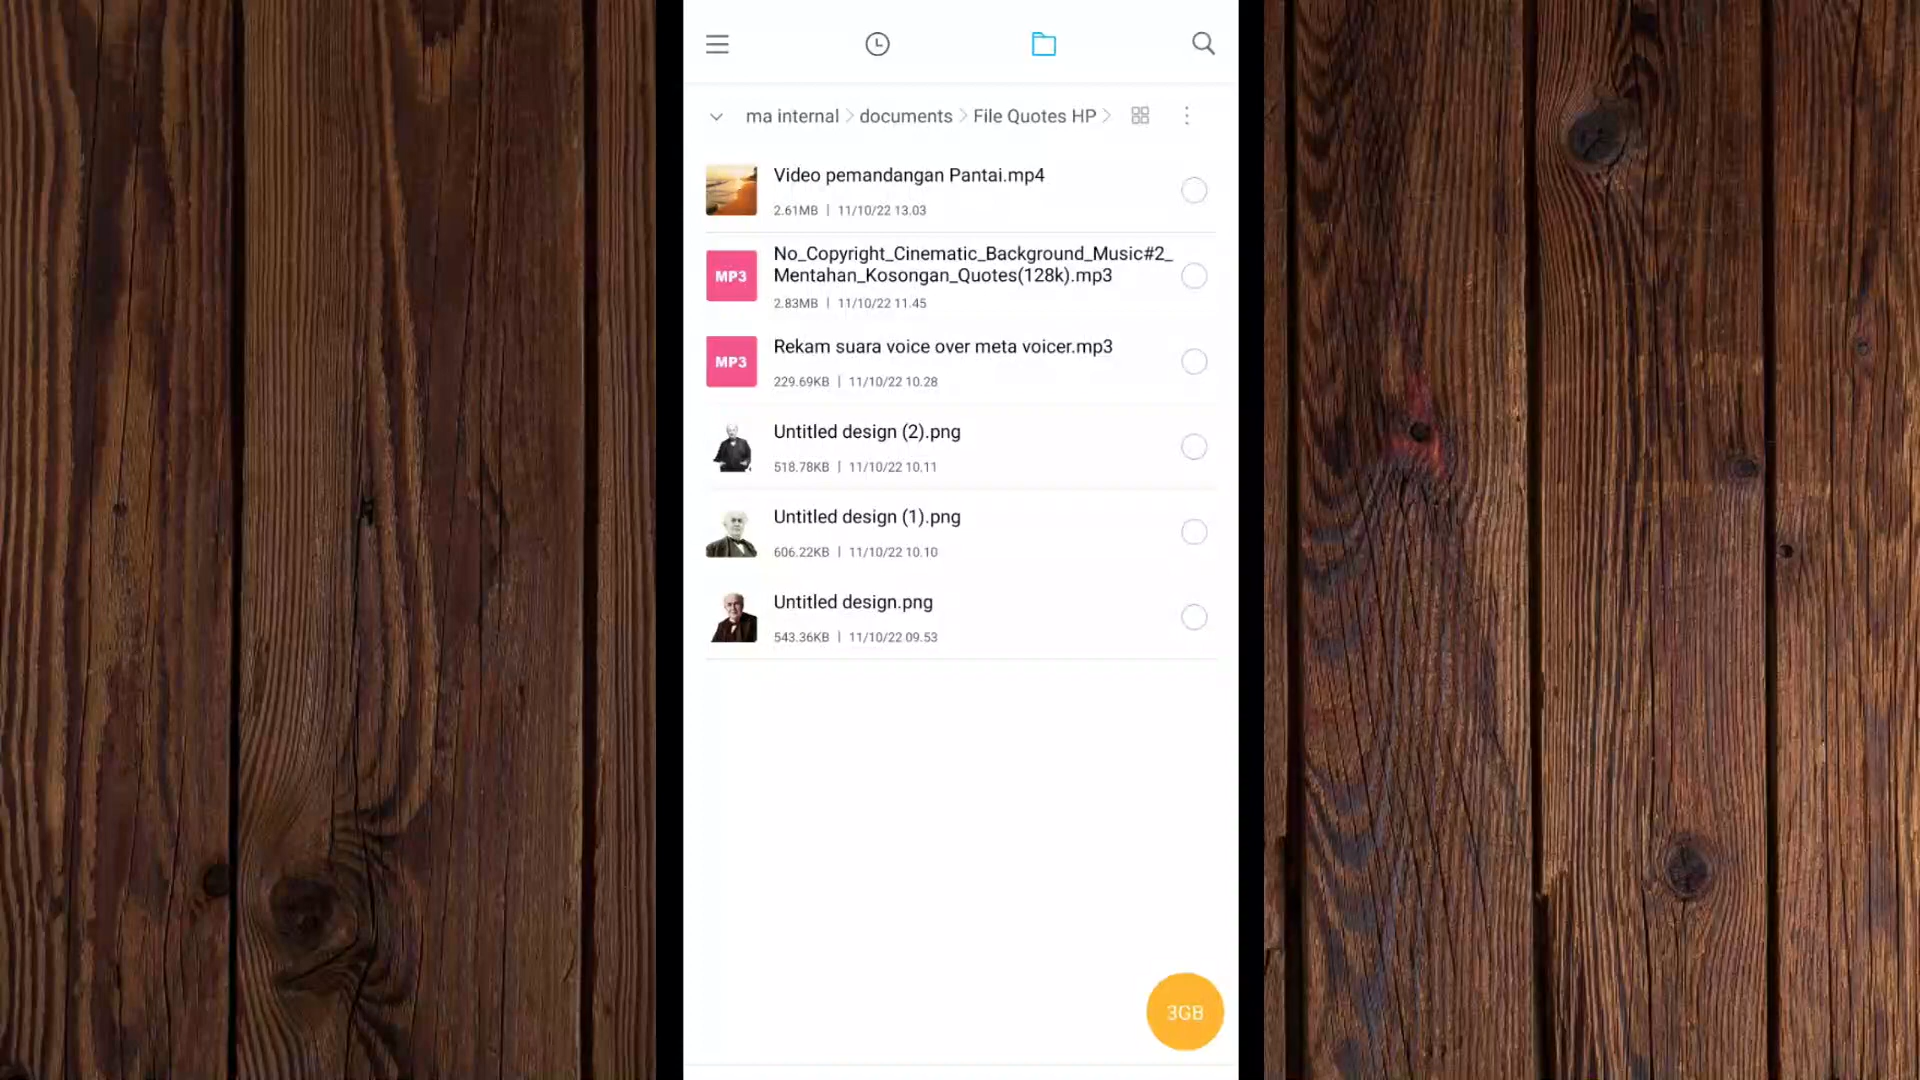 ma internal documents File Quotes HP
Video pemandangan Pantai.mp4
2.61MB | 11/10/22 13.03
No_Copyright_Cinematic_Background_Music#2_
MP3
Mentahan_Kosongan_Quotes(128k).mp3
2.83MB | 11/10/22 11.45
Rekam suara voice over meta voicer.mp3
MP3
229.69KB | 11/10/22 10.28
Untitled design (2).png
518.78KB | 11/10/22 10.11
Untitled design (1).png
606.22KB | 11/10/22 10.10
Untitled design.png
543.36KB | 11/10/22 09.53
3GB